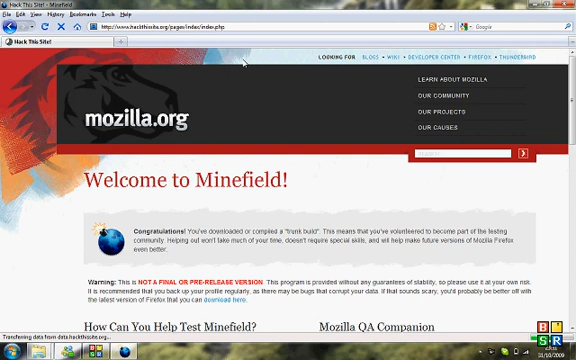 Hack This Site! - Minefield
File Edit View History Bookmarks Tools Help
http://www.hackthissite.org/pages/index/index.php
Google
Hack This Site!
LOOKING FOR BLOGS • WIKI • DEVELOPER CENTER • FIREFOX • THUNDERBIRD
LEARN ABOUT MOZILLA
OUR COMMUNITY
mozilla.org
OUR PROJECTS
OUR CAUSES
Welcome to Minefield!
Congratulations! You've downloaded or compiled a "trunk build". This means that you've volunteered to become part of the testing
community. Helping out won't take much of your time, doesn't require special skills, and will help make future versions of Mozilla Firefox
even better.
Warning: This is NOT A FINAL OR PRE-RELEASE VERSION. This program is provided without any guarantees of stability, so please use it at your own risk.
It is recommended that you back up your profile regularly, as there may be bugs that corrupt your data. If that sounds scary, you'd probably be better off with
the latest version of Firefox that you can download here.
How Can You Help Test Minefield? Mozilla QA Companion
Transferring data from data.hackthissite.org...
B
S R
31/10/2009